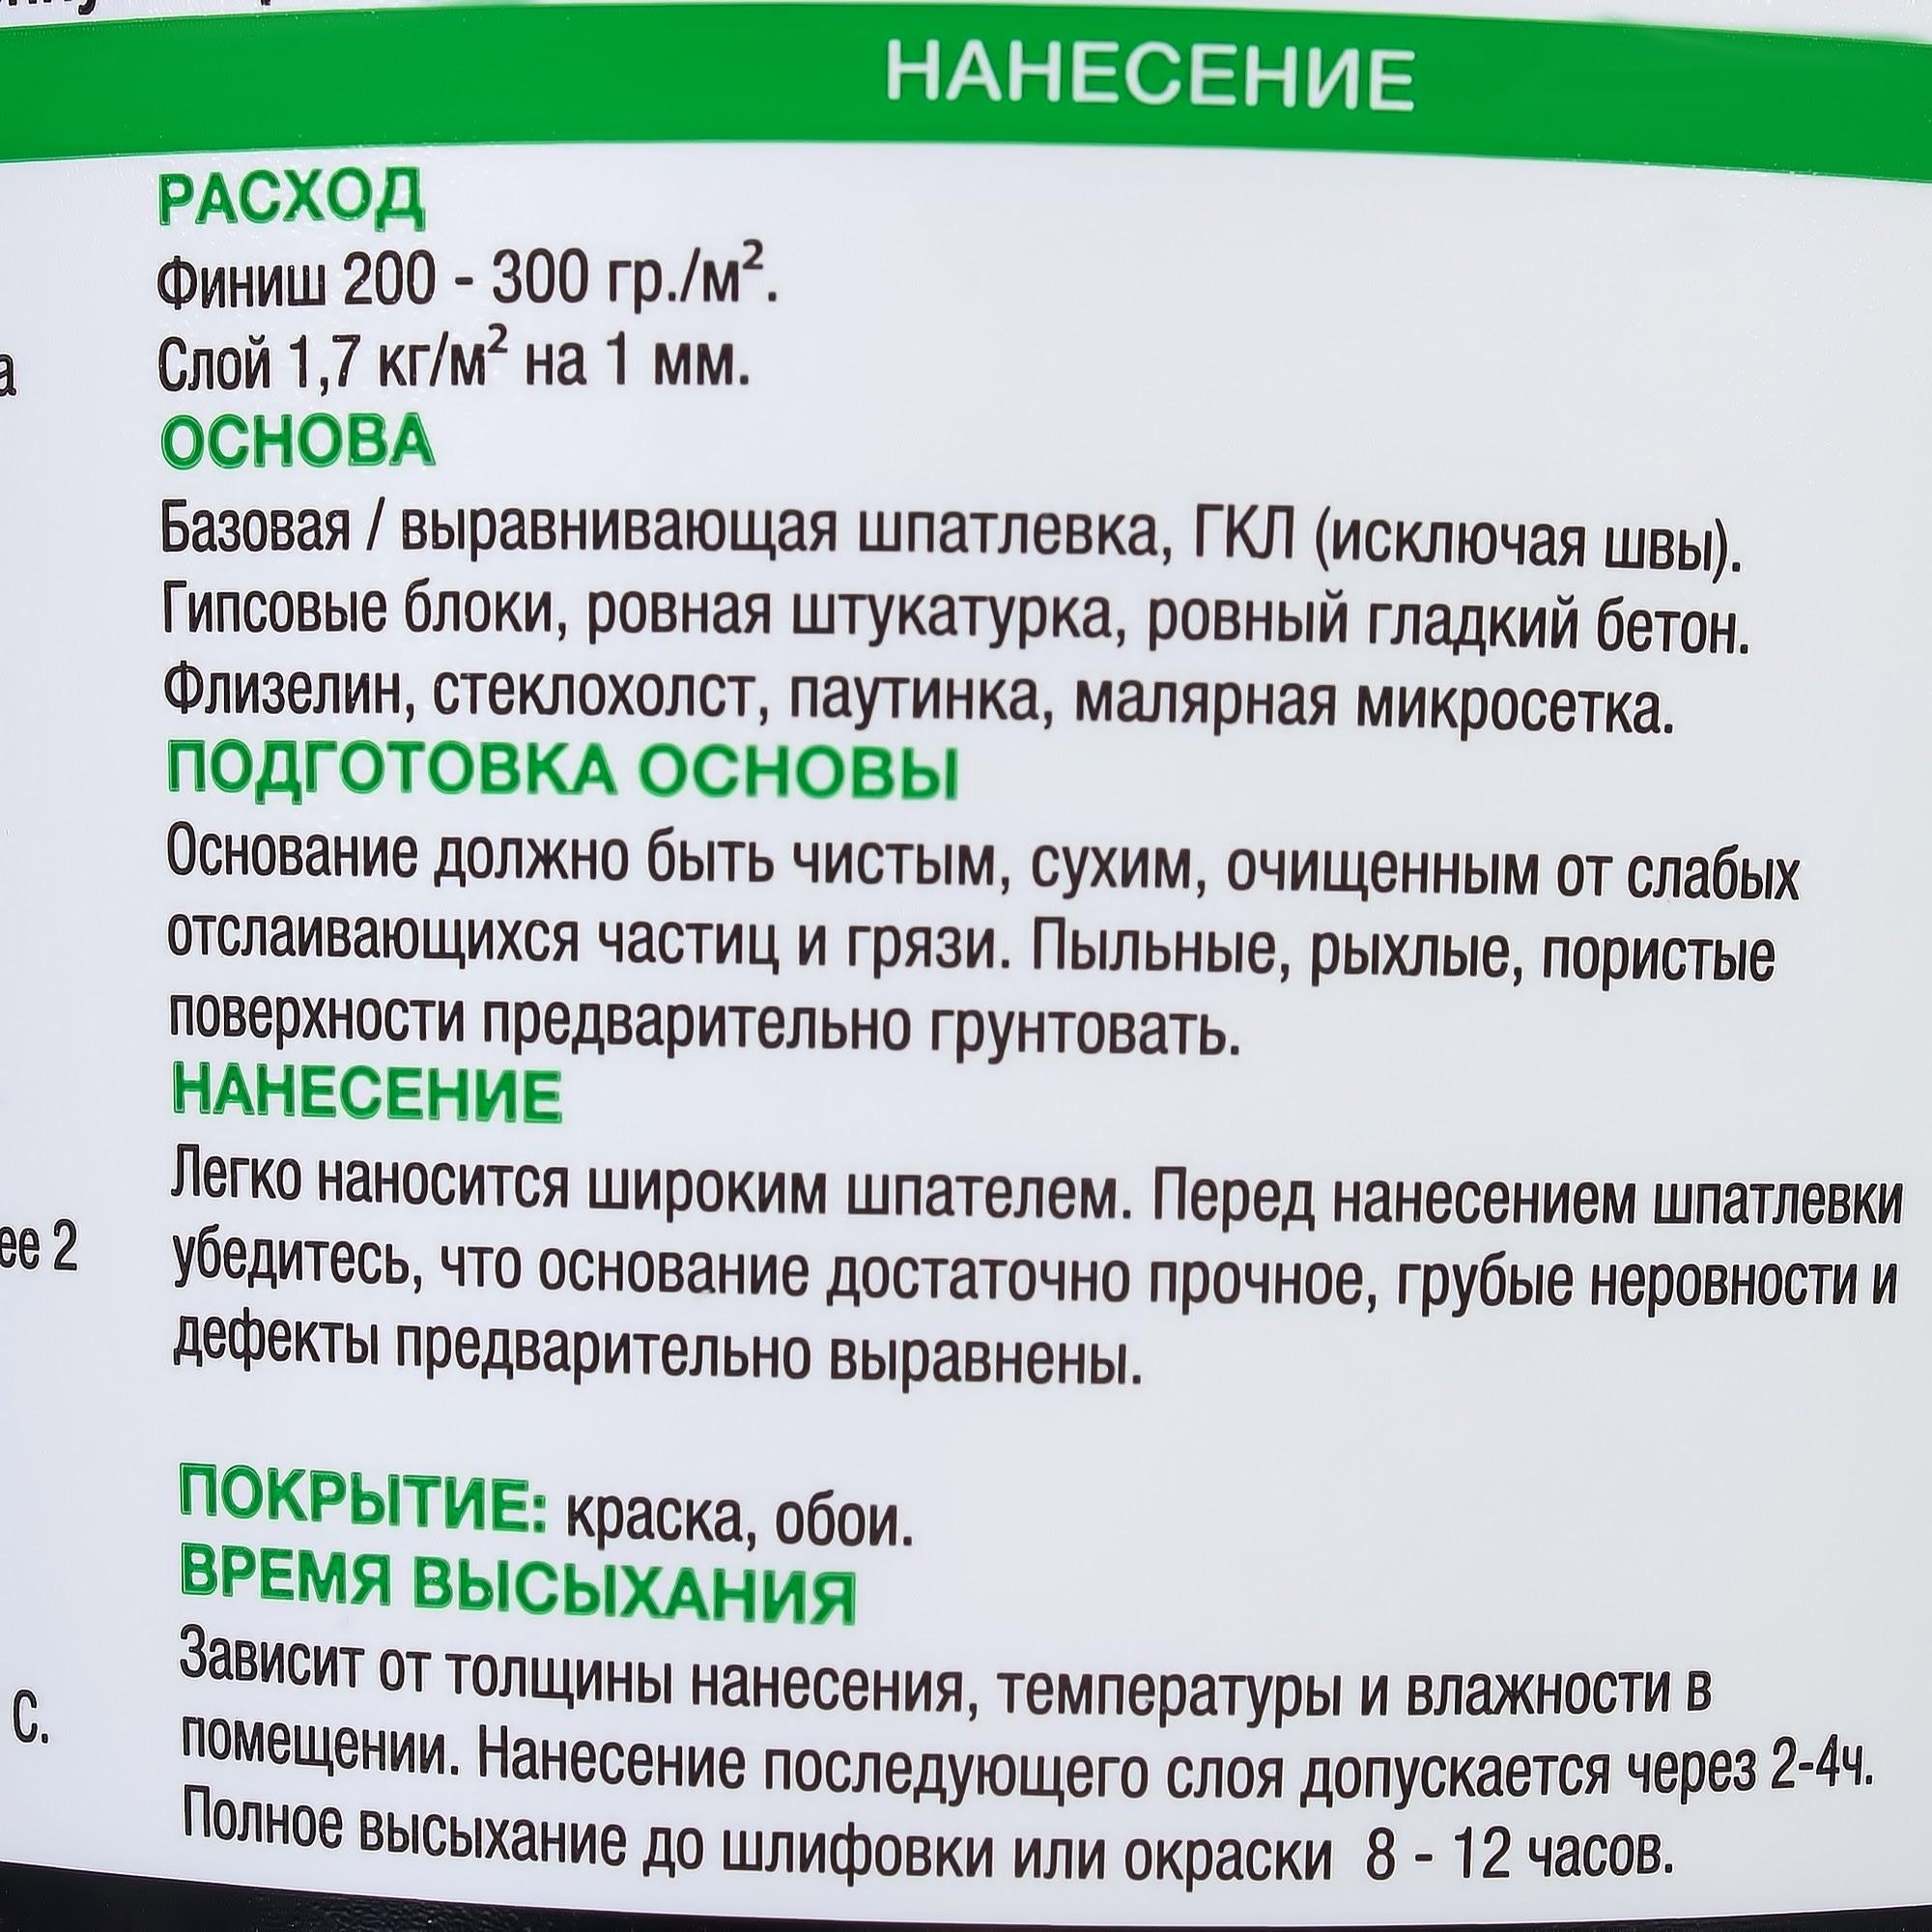 НАНЕСЕНИЕ
РАСХОД
Финиш 200 - 300 гр./м².
Слой 1,7 кг/м² на 1 мм.
а
ОСНОВА
Базовая / выравнивающая шпатлевка, ГКЛ (исключая швы).
Гипсовые блоки, ровная штукатурка, ровный гладкий бетон.
Флизелин, стеклохолст, паутинка, малярная микросетка.
ПОДГОТОВКА ОСНОВЫ
Основание должно быть чистым, сухим, очищенным от слабых
отслаивающихся частиц и грязи. Пыльные, рыхлые, пористые
поверхности предварительно грунтовать.
НАНЕСЕНИЕ
Легко наносится широким шпателем. Перед нанесением шпатлевки
ее 2
убедитесь, что основание достаточно прочное, грубые неровности и
дефекты предварительно выравнены.
ПОКРЫТИЕ: краска, обои.
ВРЕМЯ ВЫСЫХАНИЯ
Зависит от толщины нанесения, температуры и влажности в
С.
помещении. Нанесение последующего слоя допускается через 2-4ч.
Полное высыхание до шлифовки или окраски 8 - 12 часов.